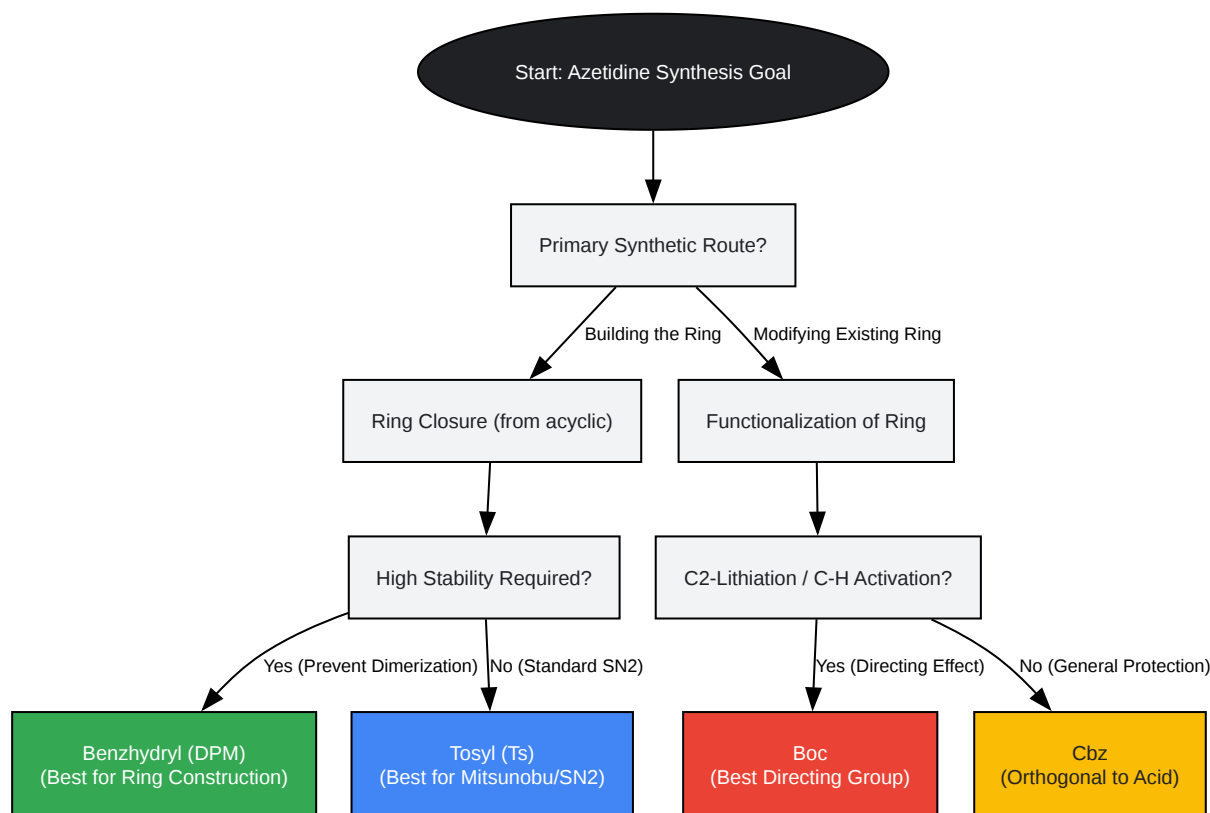 Start: Azetidine Synthesis Goal
Primary Synthetic Route?
Building the Ring
Modifying Existing Ring
Ring Closure (from acyclic)
Functionalization of Ring
High Stability Required?
C2-Lithiation / C-H Activation?
Yes (Prevent Dimerization)
No (Standard SN2)
Yes (Directing Effect)
No (General Protection)
Benzhydryl (DPM)
(Best for Ring Construction)
Tosyl (Ts)
(Best for Mitsunobu/SN2)
Boc
(Best Directing Group)
Cbz
(Orthogonal to Acid)